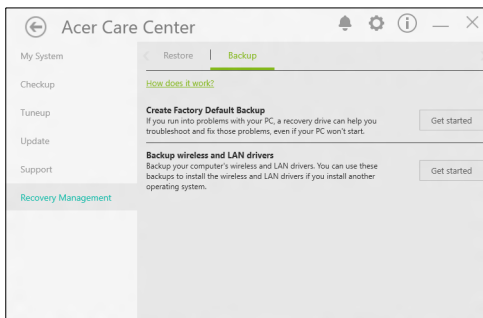 Acer Care Center
My System
Checkup
Tuneup
Update
Support
Recovery Management
Restore
Backup
How does it work?
Create Factory Default Backup
If you run into problems with your PC, a recovery drive can help you
troubleshoot and fix those problems, even if your PC won't start.
Get started
Backup wireless and LAN drivers
Backup your computer's wireless and LAN drivers. You can use these
backups to install the wireless and LAN drivers if you install another
operating system.
Get started